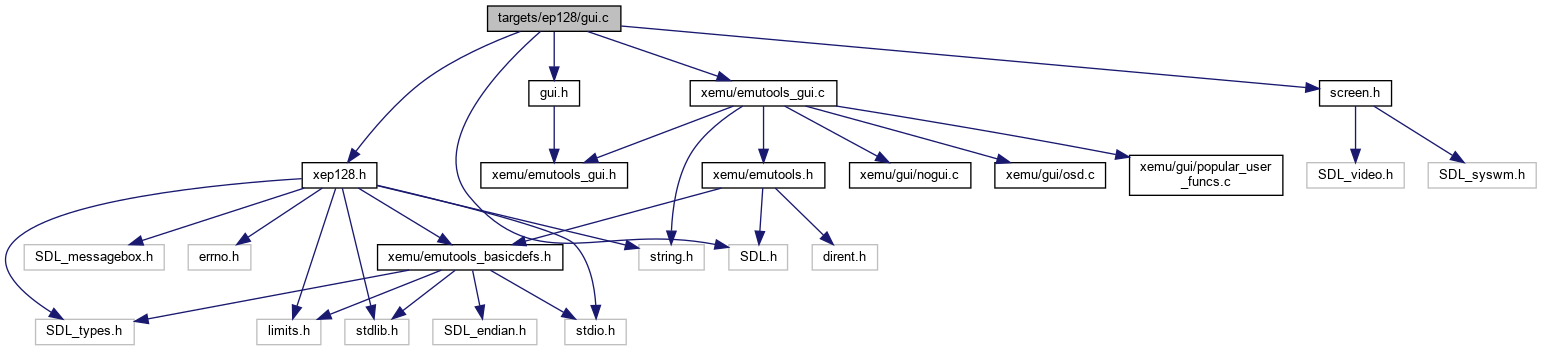 targets/ep128/gui.c
gui.h
xemu/emutools_gui.c
screen.h
xep128.h
xemu/emutools_gui.h
xemu/emutools.h
xemu/gui/nogui.c
xemu/gui/osd.c
xemu/gui/popular_user
_funcs.c
SDL_video.h
SDL_syswm.h
SDL_messagebox.h
errno.h
xemu/emutools_basicdefs.h
string.h
SDL.h
dirent.h
SDL_types.h
limits.h
stdlib.h
SDL_endian.h
stdio.h